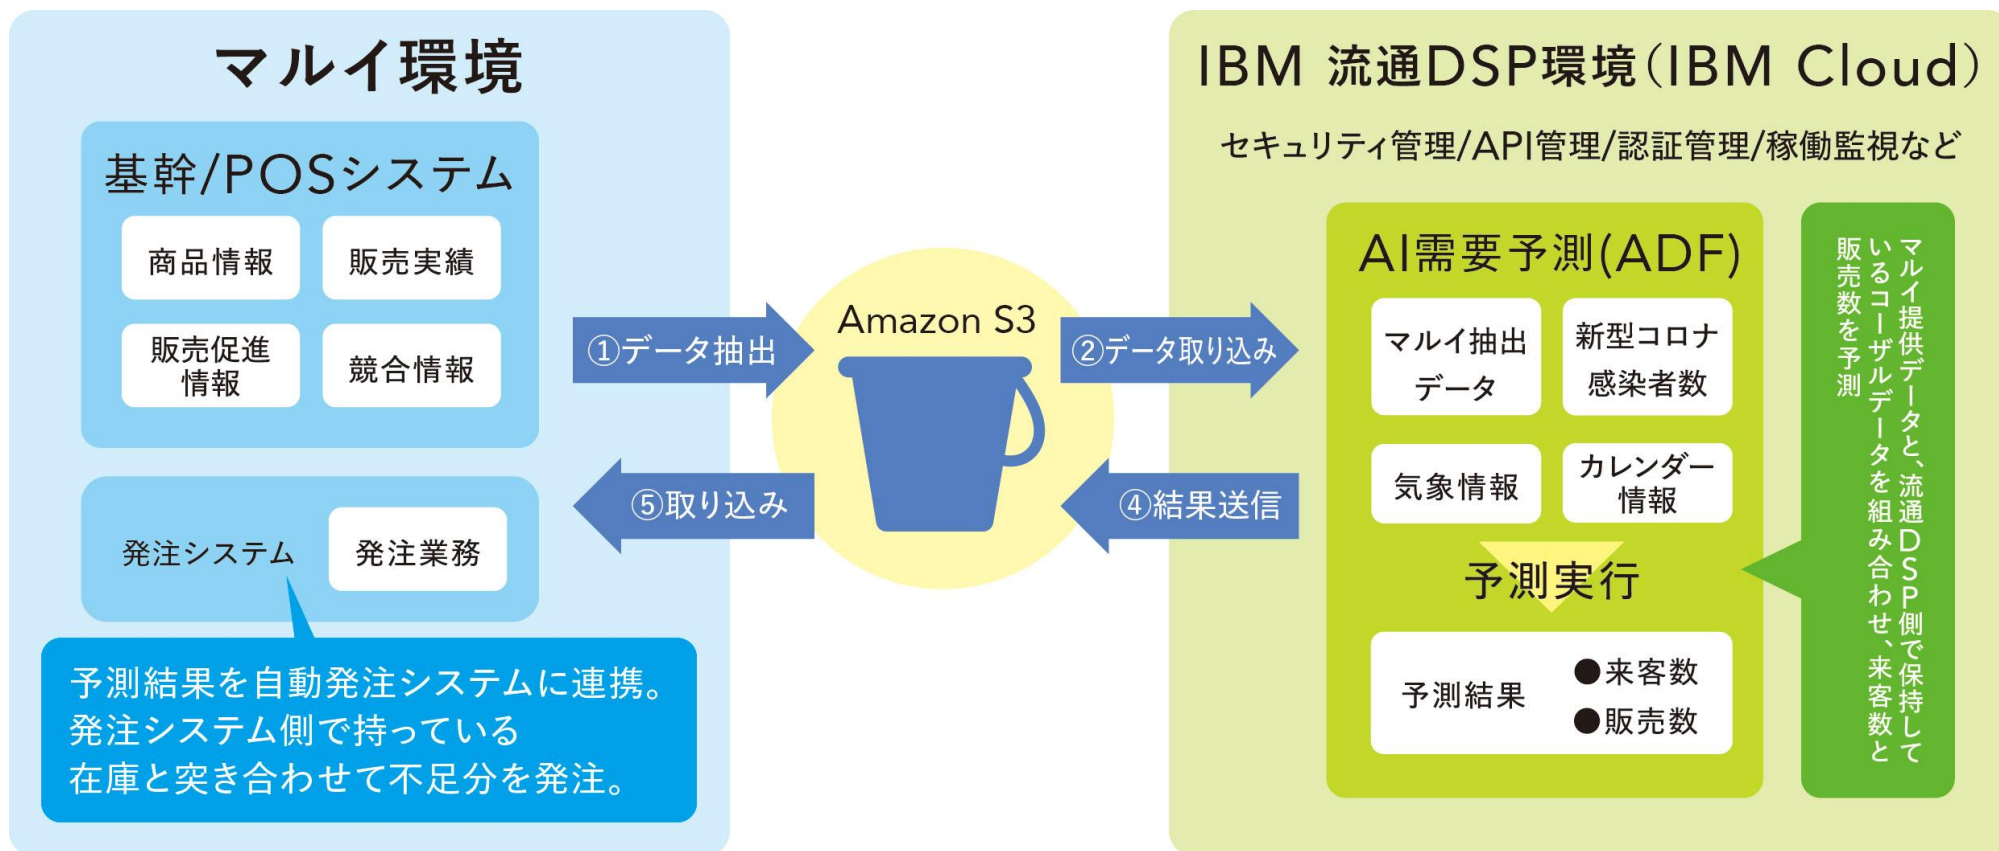 マルイ環境
基幹/POSシステム
商品情報
販売実績
販売促進
情報
競合情報
発注システム
発注業務
予測結果を自動発注システムに連携。
発注システム側で持っている
在庫と突き合わせて不足分を発注。
①データ抽出
Amazon S3
②データ取り込み
⑤取り込み
④結果送信
IBM 流通DSP環境(IBM Cloud)
セキュリティ管理/API管理/認証管理/稼働監視など
AI需要予測(ADF)
マルイ抽出
データ
新型コロナ
感染者数
気象情報
カレンダー
情報
予測実行
予測結果
●来客数
●販売数
マルイ提供データと、流通DSP側で保持して
いるコーザルデータを組み合わせ、来客数と
販売数を予測